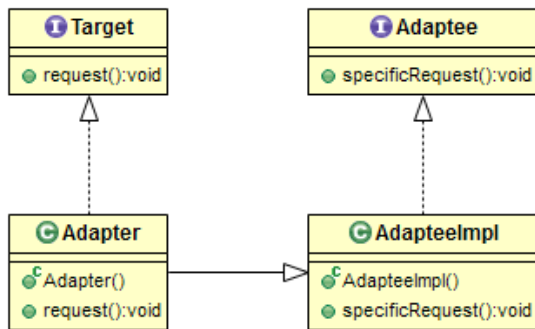 Target
request():void
Adaptee
specificRequest():void
Adapter
Adapter()
request():void
AdapteeImpl
AdapteeImpl()
specificRequest():void